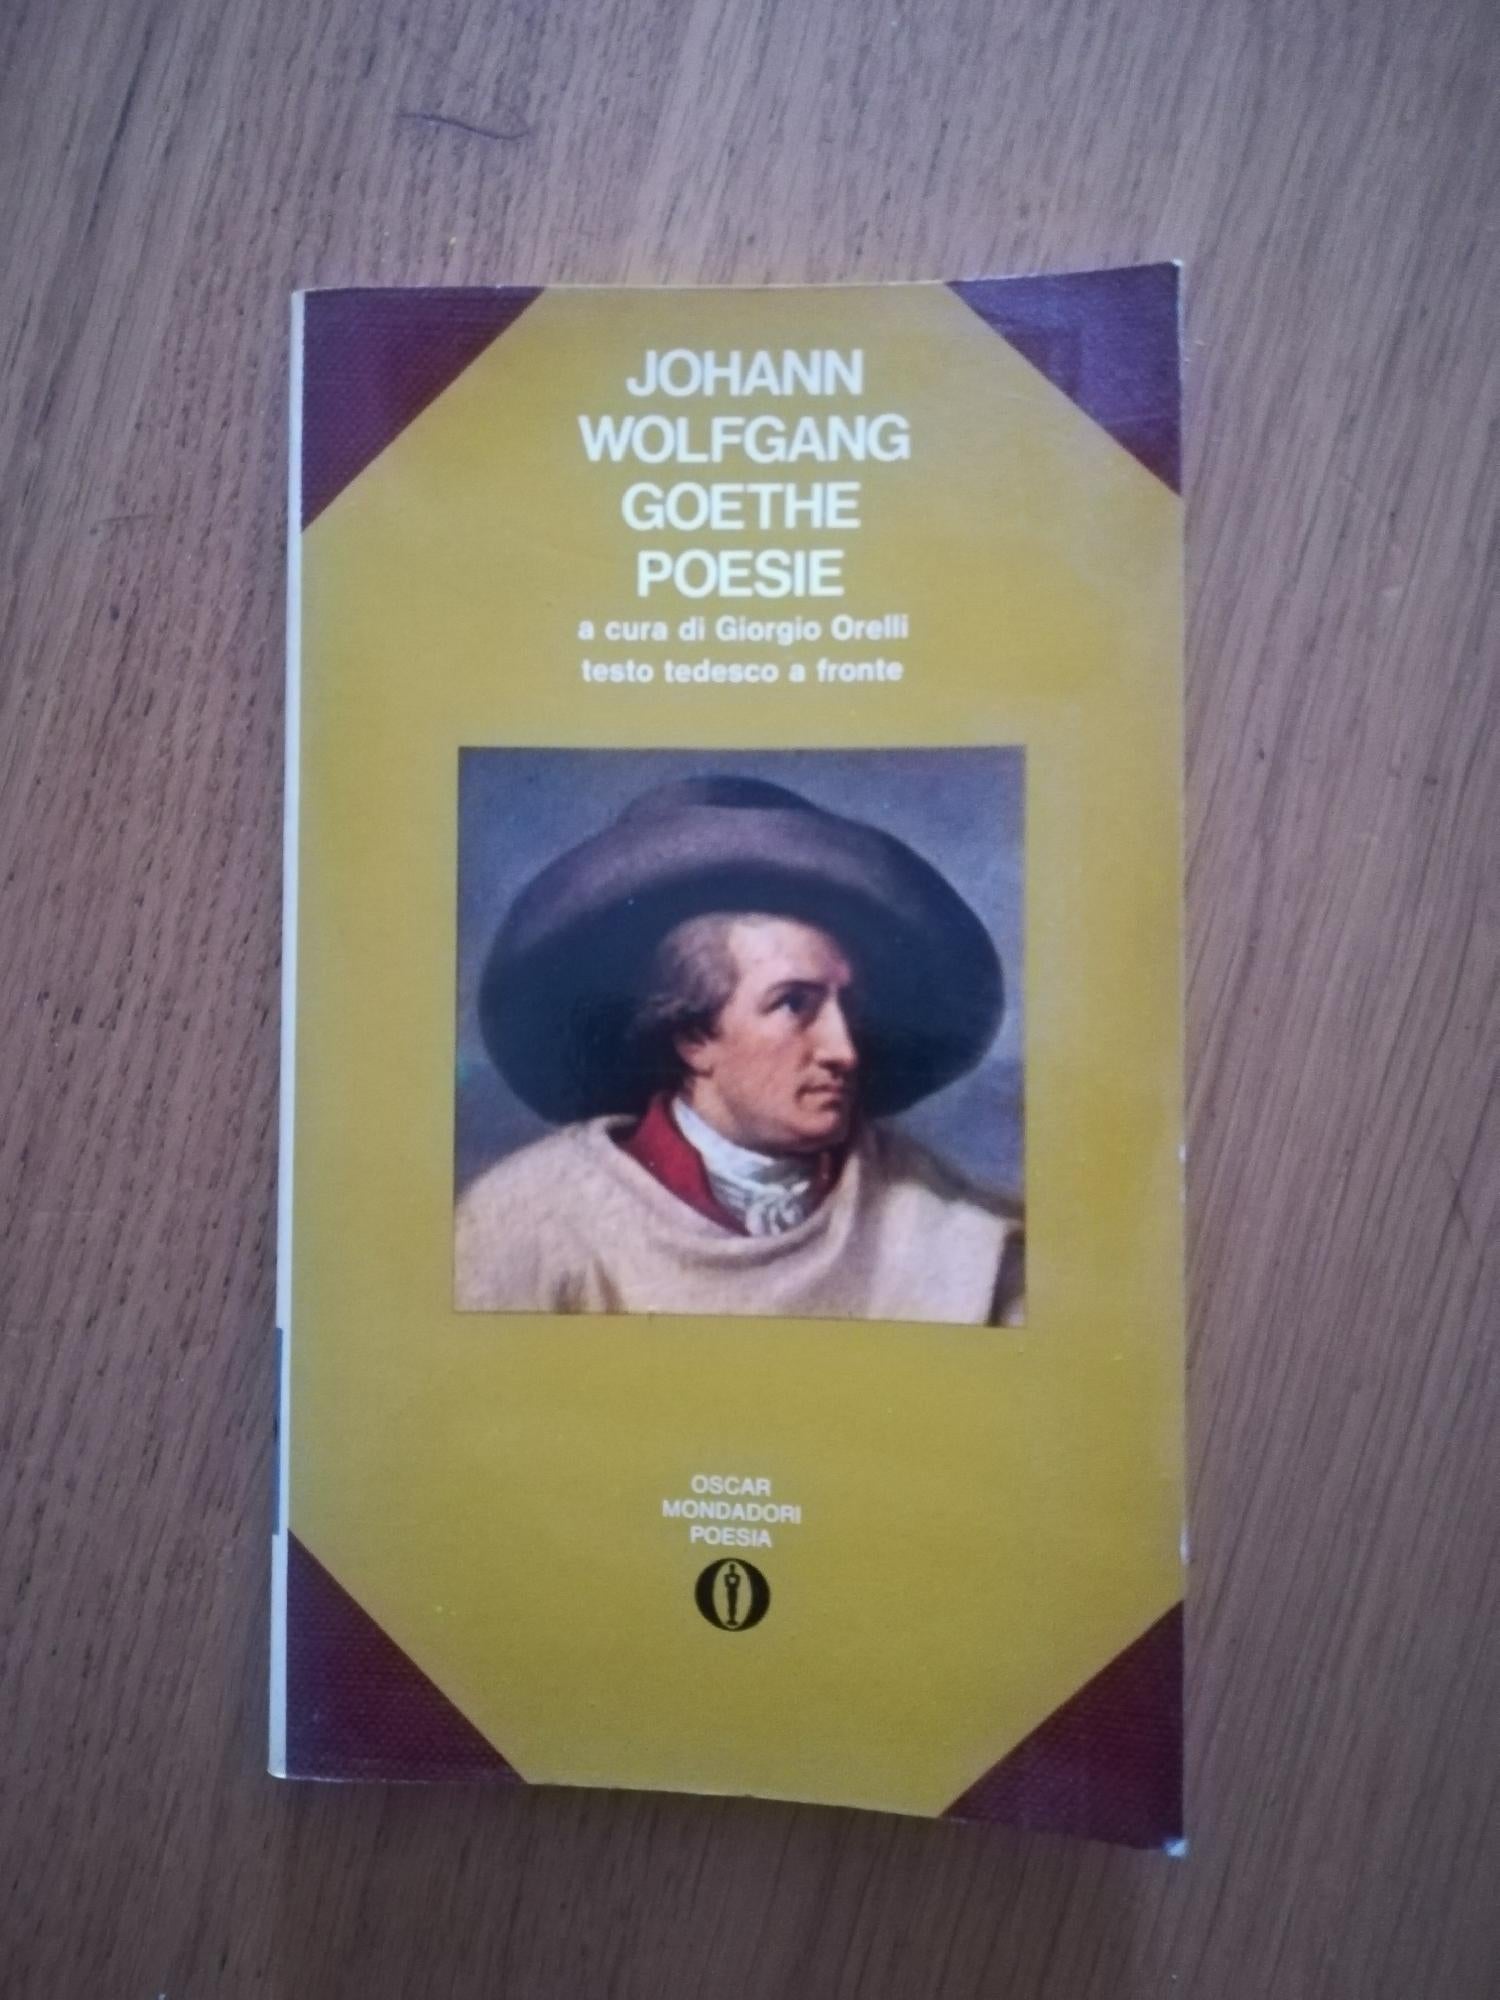 JOHANN
WOLFGANG
GOETHE
POESIE
a cura di Giorgio Orelli
testo tedesco a fronte
OSCAR
MONDADORI
POESIA